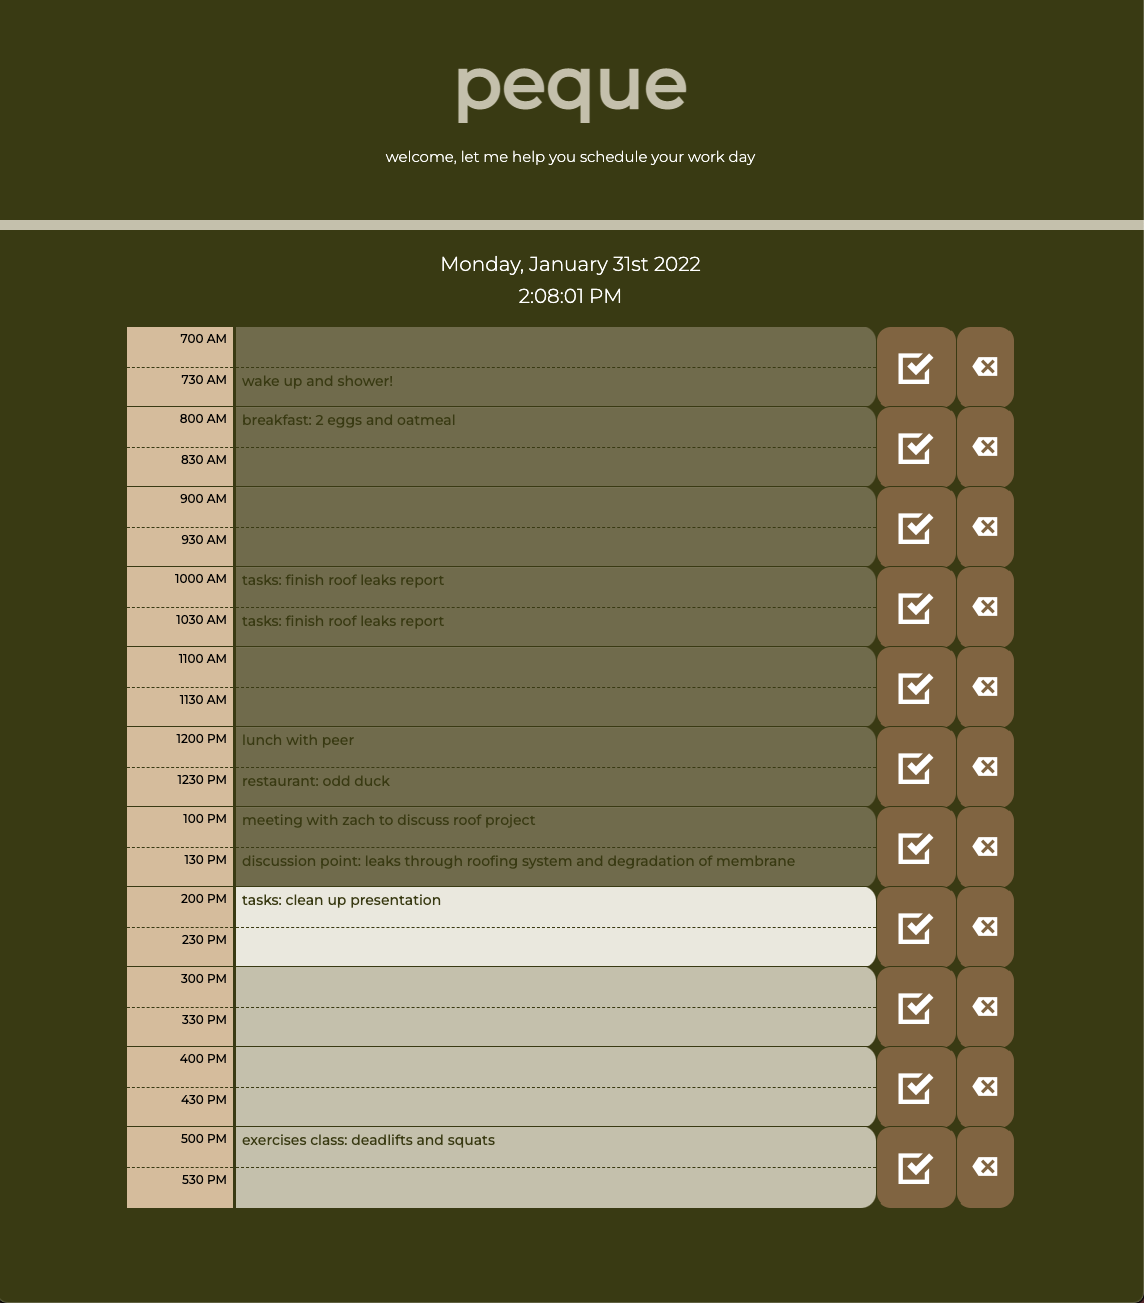 peque
welcome, let me help you schedule your work day
Monday, January 31st 2022
2:08:01 PM
700 AM
730 AM wake up and shower!
800 AM breakfast: 2 eggs and oatmeal
830 AM
900 AM
930 AM
1000 AM tasks: finish roof leaks report
1030 AM tasks: finish roof leaks report
1100 AM
1130 AM
1200 PM lunch with peer
1230 PM restaurant: odd duck
100 PM meeting with zach to discuss roof project
130 PM discussion point: leaks through roofing system and degradation of membrane
200 PM tasks: clean up presentation
230 PM
300 PM
330 PM
400 PM
430 PM
500 PM exercises class: deadlifts and squats
530 PM